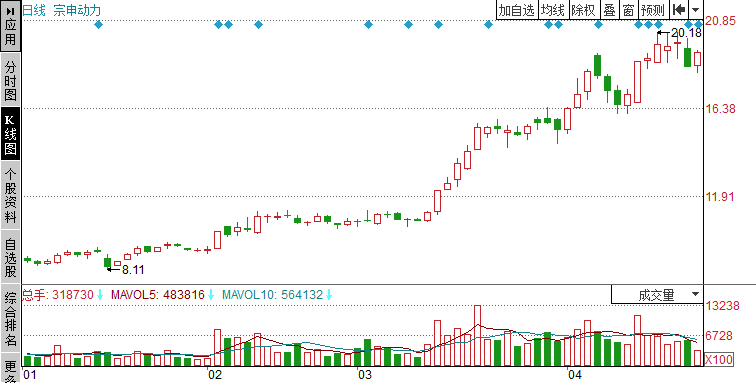 应用
分时图
K线图
个股资料
自选股
综合排名
更多
日线 宗申动力
加自选 均线 除权 叠 窗 预测
20.85
20.18
16.38
11.91
8.11
总手: 318730 MAVOL5: 483816 MAVOL10: 564132
成交量
13238
6728
X100
01 02 03 04